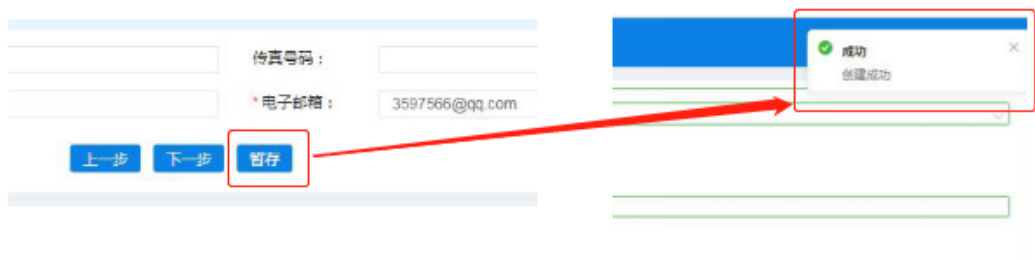 传真号码：
*电子邮箱：
3597566@qq.com
上一步
下一步
暂存
成功
创建成功